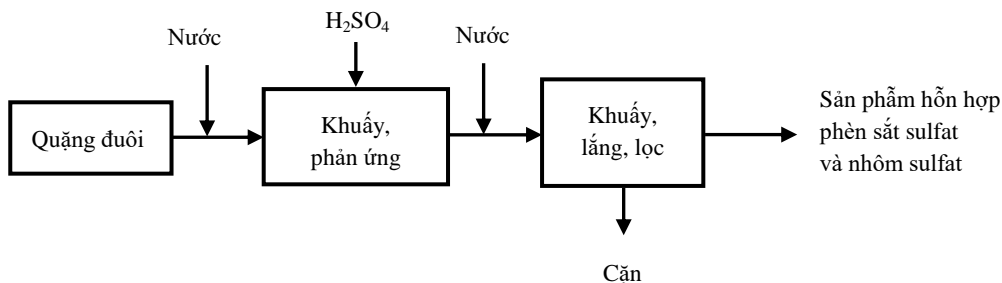 H₂SO₄
Nước
Nước
Quặng đuôi
Khuấy,
phản ứng
Khuấy,
lắng, lọc
Sản phẫm hỗn hợp
phèn sắt sulfat
và nhôm sulfat
Cặn